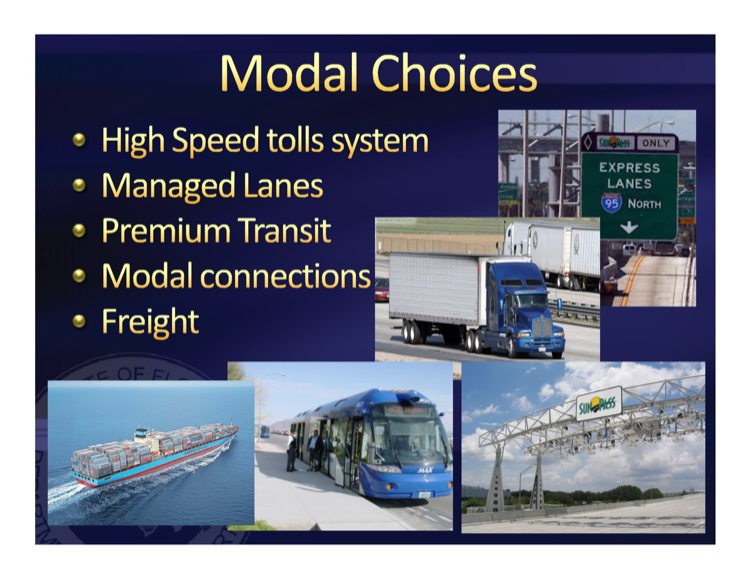 Modal Choices
High Speed tolls system
Managed Lanes
Premium Transit
Modal connections
Freight
SUNPASS ONLY
EXPRESS
LANES
95 NORTH
MAX
SUNPASS